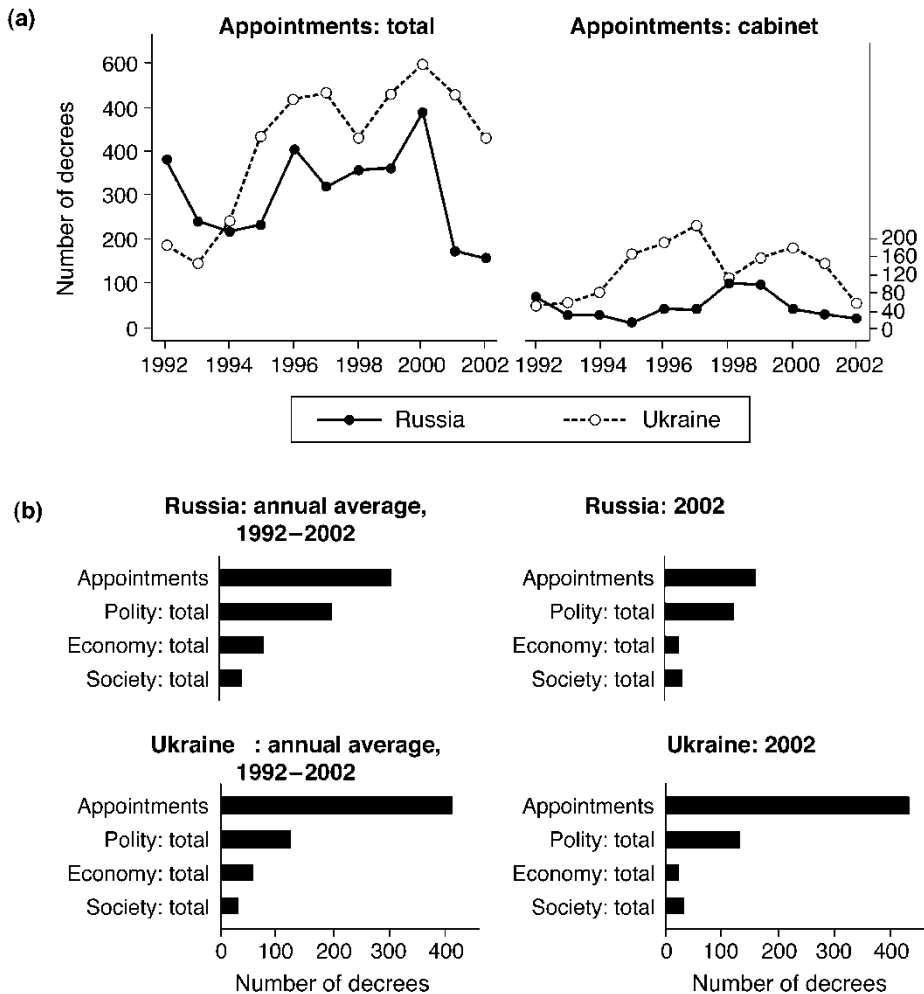 (a)
Appointments: total
Appointments: cabinet
Number of decrees
600
400
400
300
200
100
0
200
160
120
80
40
0
1992 1994 1996 1998 2000 2002
1992 1994 1996 1998 2000 2002
Russia Ukraine
(b)
Russia: annual average,
1992–2002
Appointments
Polity: total
Economy: total
Society: total
Russia: 2002
Appointments
Polity: total
Economy: total
Society: total
Ukraine : annual average,
1992–2002
Appointments
Polity: total
Economy: total
Society: total
0 100 200 300 400
Number of decrees
Ukraine: 2002
Appointments
Polity: total
Economy: total
Society: total
0 100 200 300 400
Number of decrees